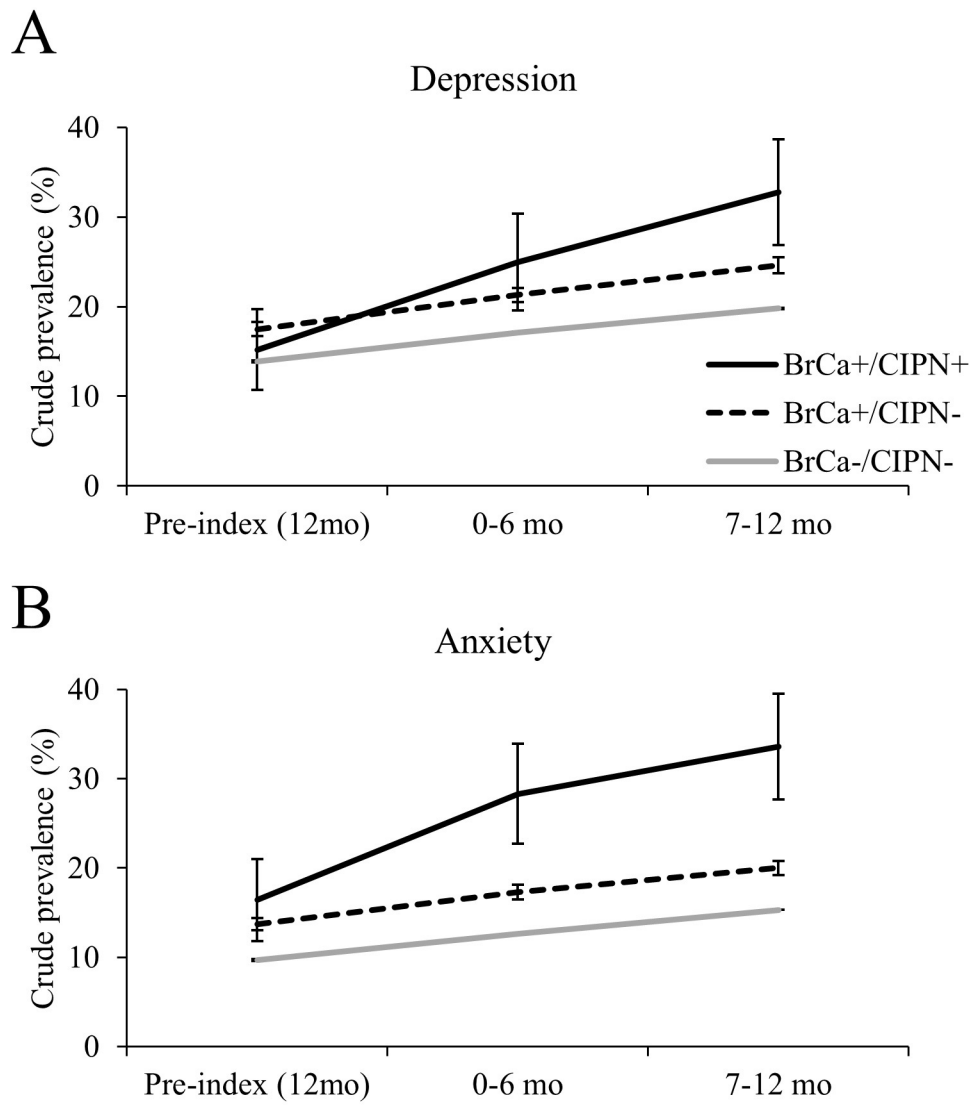 A
Depression
Crude prevalence (%)
40
30
20
10
0
BrCa+/CIPN+
BrCa+/CIPN-
BrCa-/CIPN-
Pre-index (12mo) 0-6 mo 7-12 mo
B
Anxiety
Crude prevalence (%)
40
30
20
10
0
Pre-index (12mo) 0-6 mo 7-12 mo